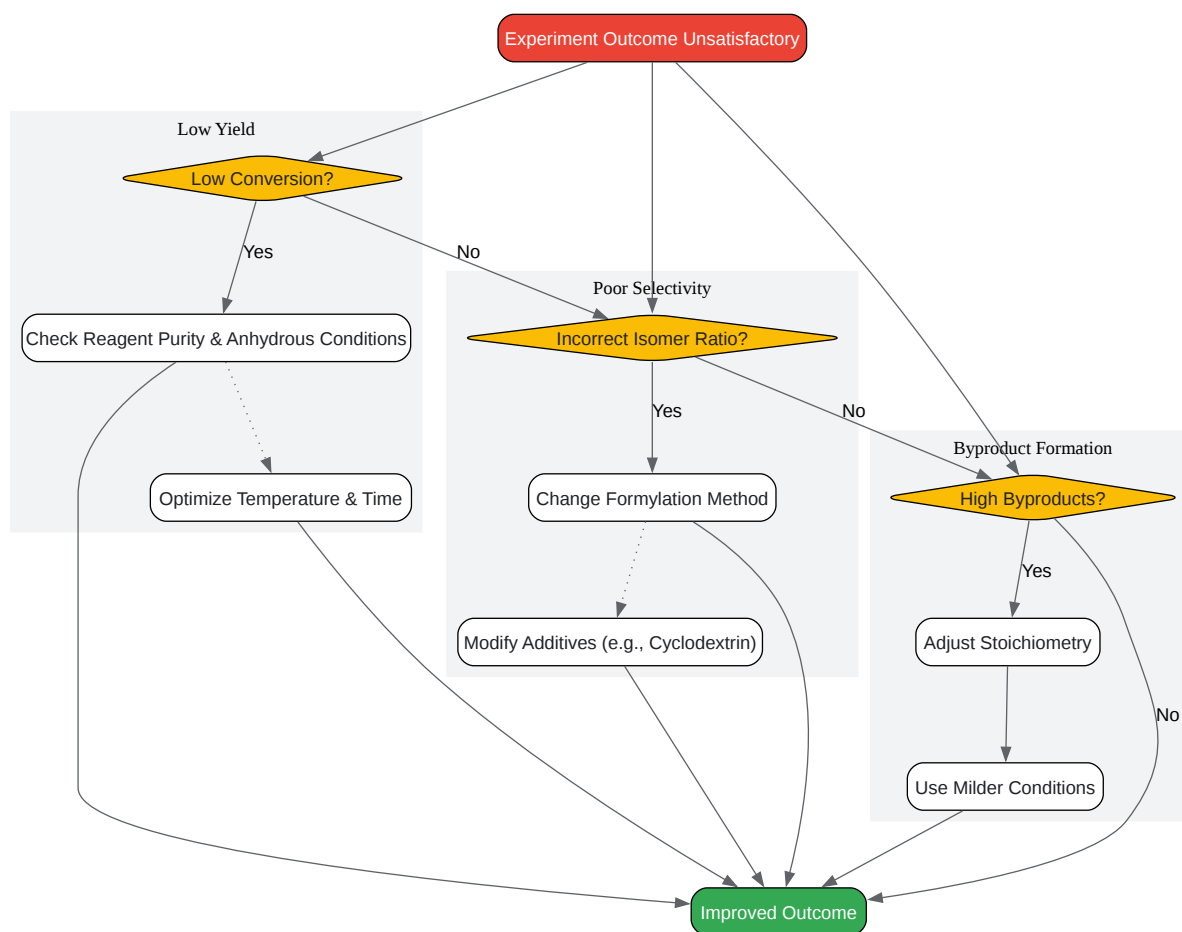 Experiment Outcome Unsatisfactory
Low Yield
Low Conversion?
Yes
No
Poor Selectivity
Check Reagent Purity & Anhydrous Conditions
Incorrect Isomer Ratio?
Yes
No
Byproduct Formation
Optimize Temperature & Time
Change Formylation Method
High Byproducts?
Yes
Modify Additives (e.g., Cyclodextrin)
Adjust Stoichiometry
No
Use Milder Conditions
Improved Outcome